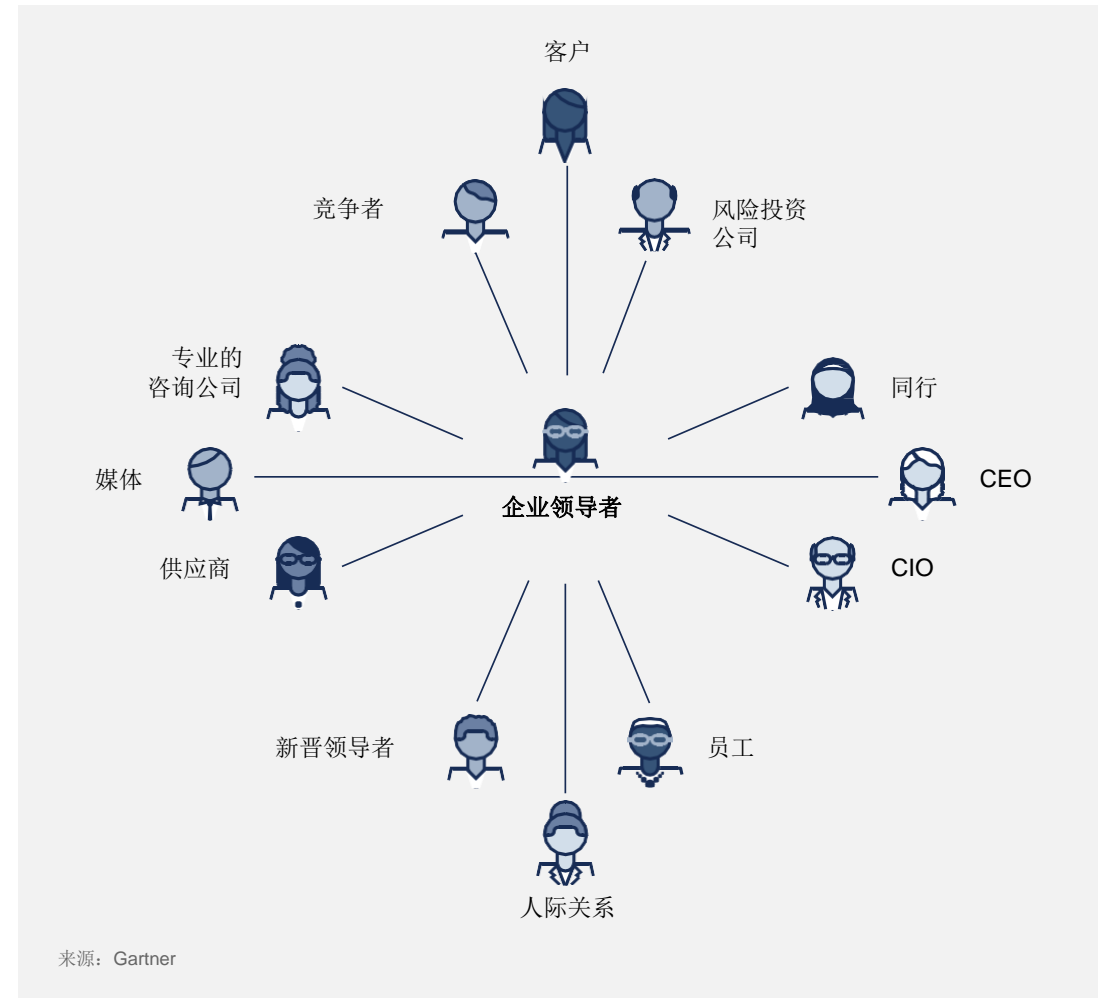 客户
竞争者
风险投资
公司
专业的
咨询公司
同行
媒体
CEO
企业领导者
供应商
CIO
新晋领导者
员工
人际关系
来源：Gartner